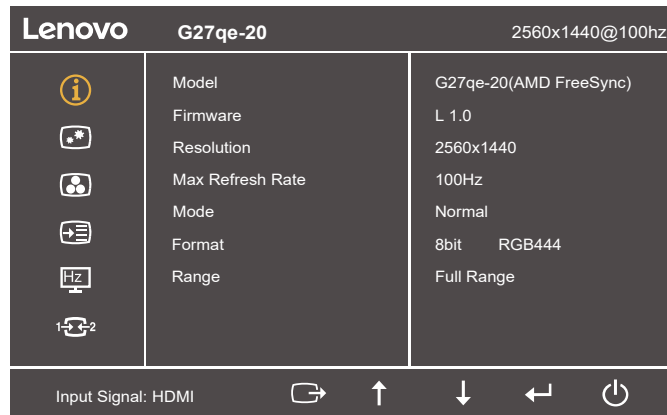 Lenovo G27qe-20 2560x1440@100hz
Model G27qe-20(AMD FreeSync)
Firmware L 1.0
Resolution 2560x1440
Max Refresh Rate 100Hz
Mode Normal
Format 8bit RGB444
Range Full Range
Hz
1 2
Input Signal: HDMI